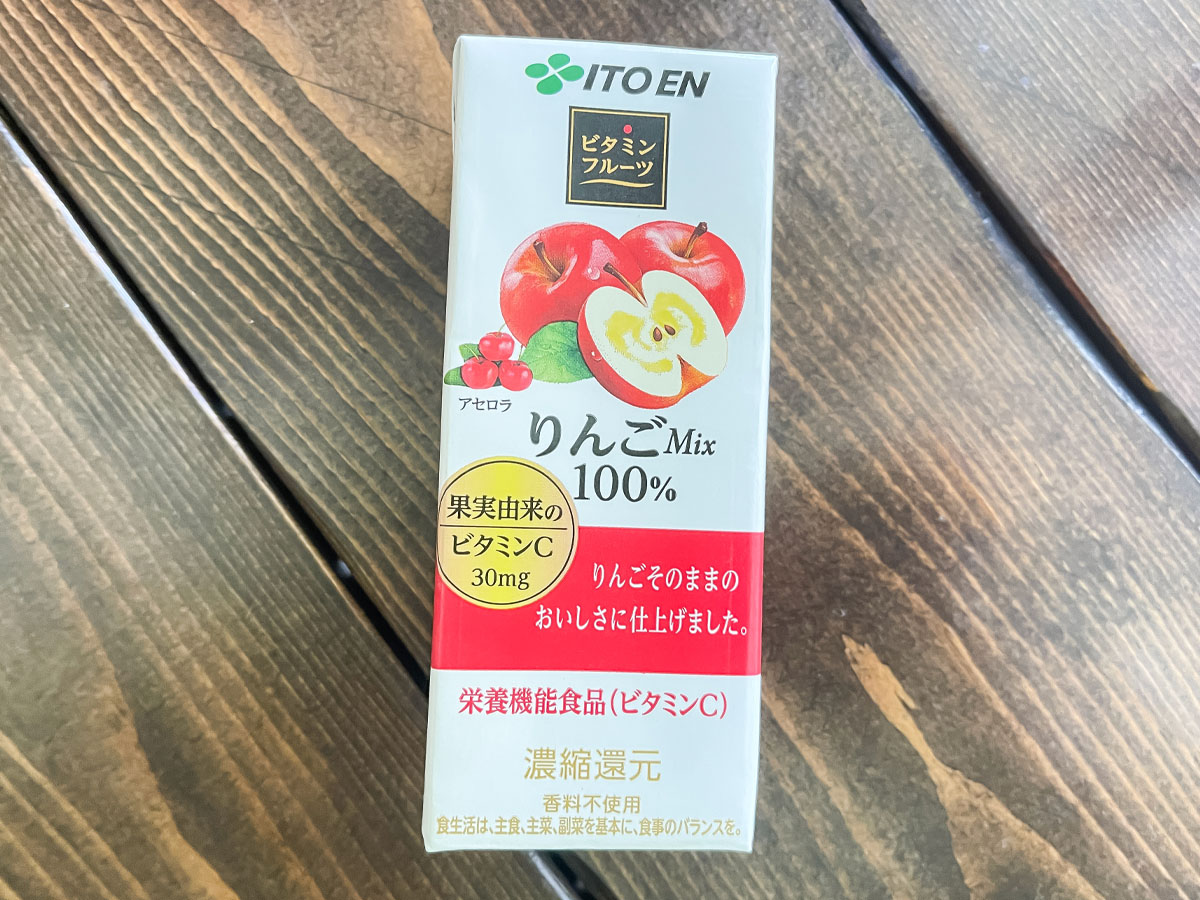 ITO EN
ビタミン
フルーツ
アセロラ
りんごMix
100%
果実由来の
ビタミンC
30mg
りんごそのままの
おいしさに仕上げました。
栄養機能食品(ビタミンC)
濃縮還元
香料不使用
食生活は、主食、主菜、副菜を基本に、食事のバランスを。